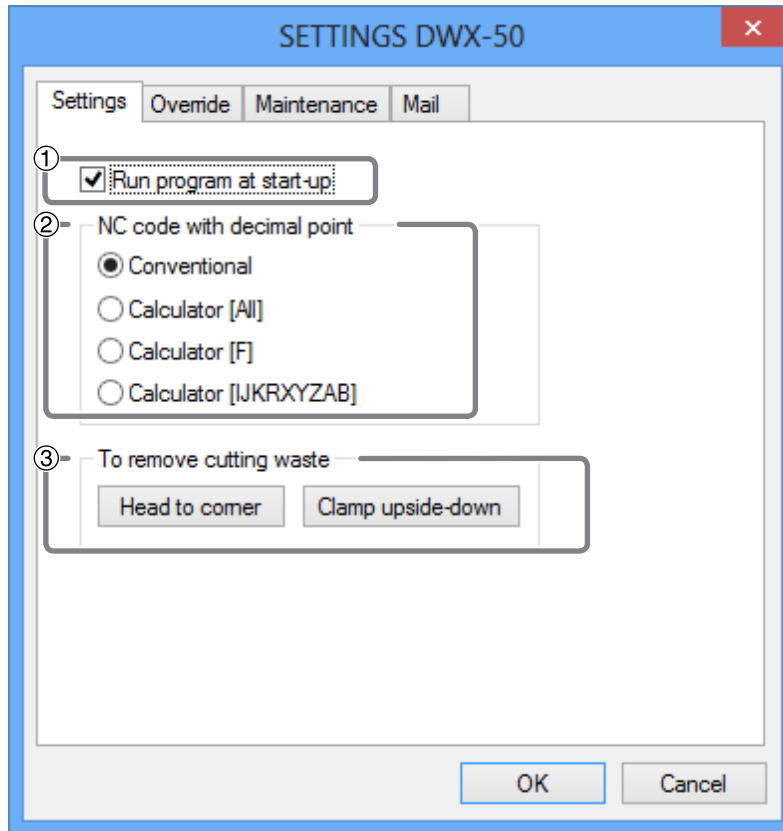 SETTINGS DWX-50
Settings Override Maintenance Mail
①
Run program at start-up
② NC code with decimal point
Conventional
Calculator [All]
Calculator [F]
Calculator [IJKRXYZAB]
③ To remove cutting waste
Head to corner Clamp upside-down
OK Cancel